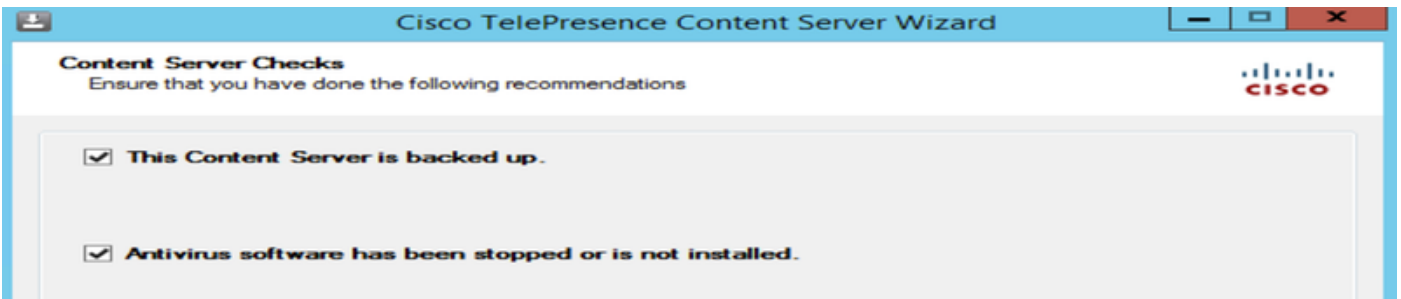 Cisco TelePresence Content Server Wizard
Content Server Checks
Ensure that you have done the following recommendations
CISCO
This Content Server is backed up.
Antivirus software has been stopped or is not installed.